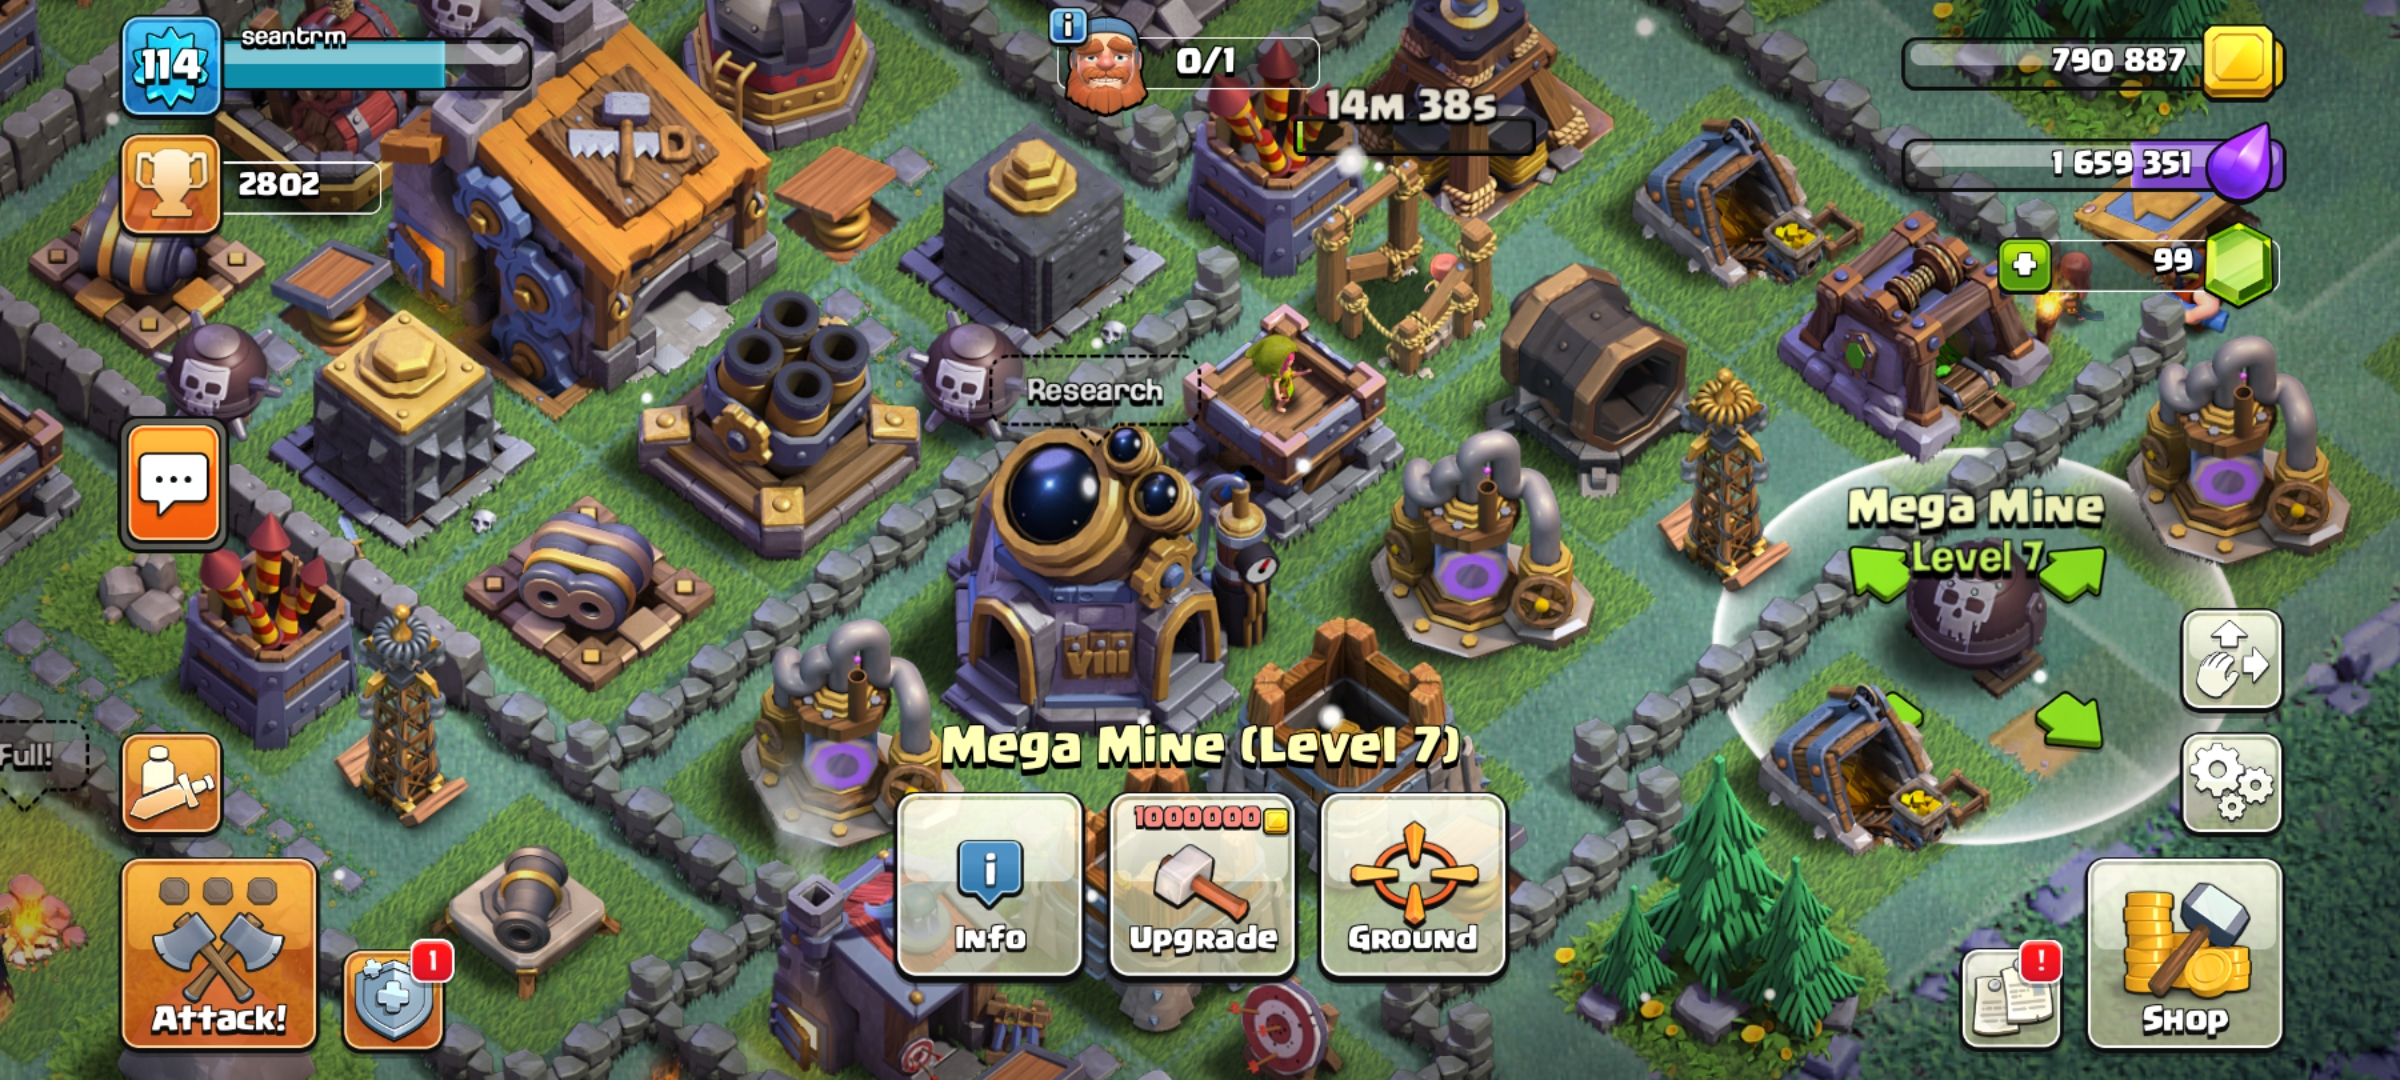 114
seantrm
0/1
790 887
14M 38s
1 659 351
2802
99
Research
Mega Mine
Level 7
VIII
Full!
Mega Mine (Level 7)
1000000
Info
Upgrade
Ground
1
!
Attack!
Shop